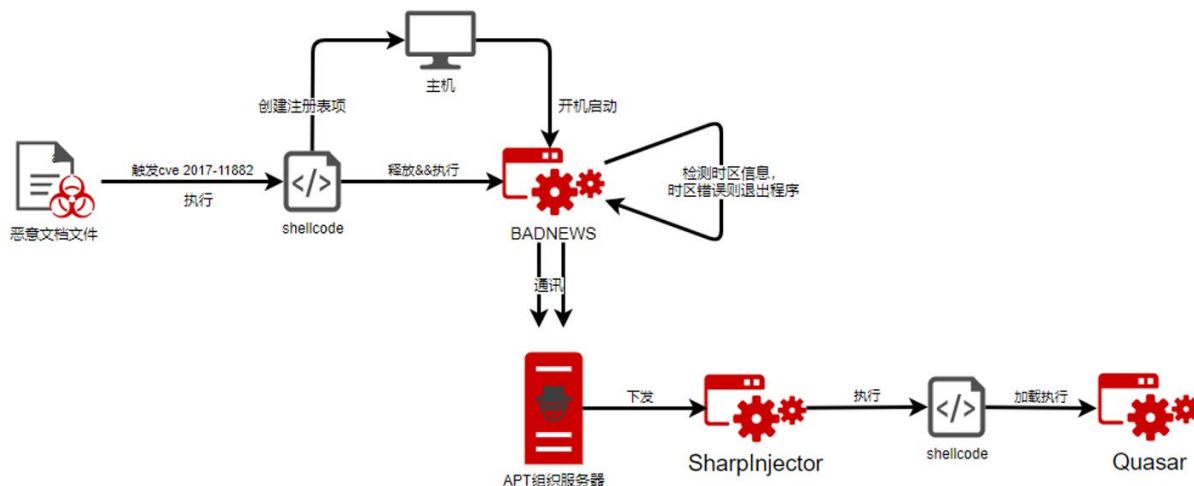 主机
创建注册表项
开机启动
触发cve 2017-11882
执行
释放&&执行
检测时区信息，
时区错误则退出程序
恶意文档文件
shellcode
BADNEWS
通讯
下发
执行
加载执行
APT组织服务器
SharpInjector
shellcode
Quasar